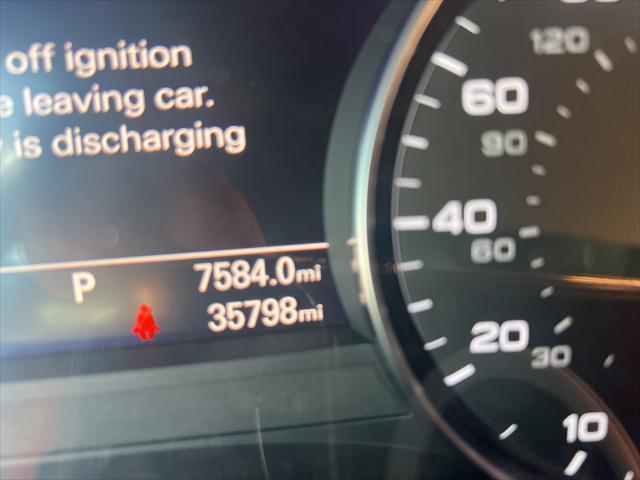 off ignition
leaving car.
is discharging
P
7584.0mi
35798mi
120
60
90
40
60
20
30
10